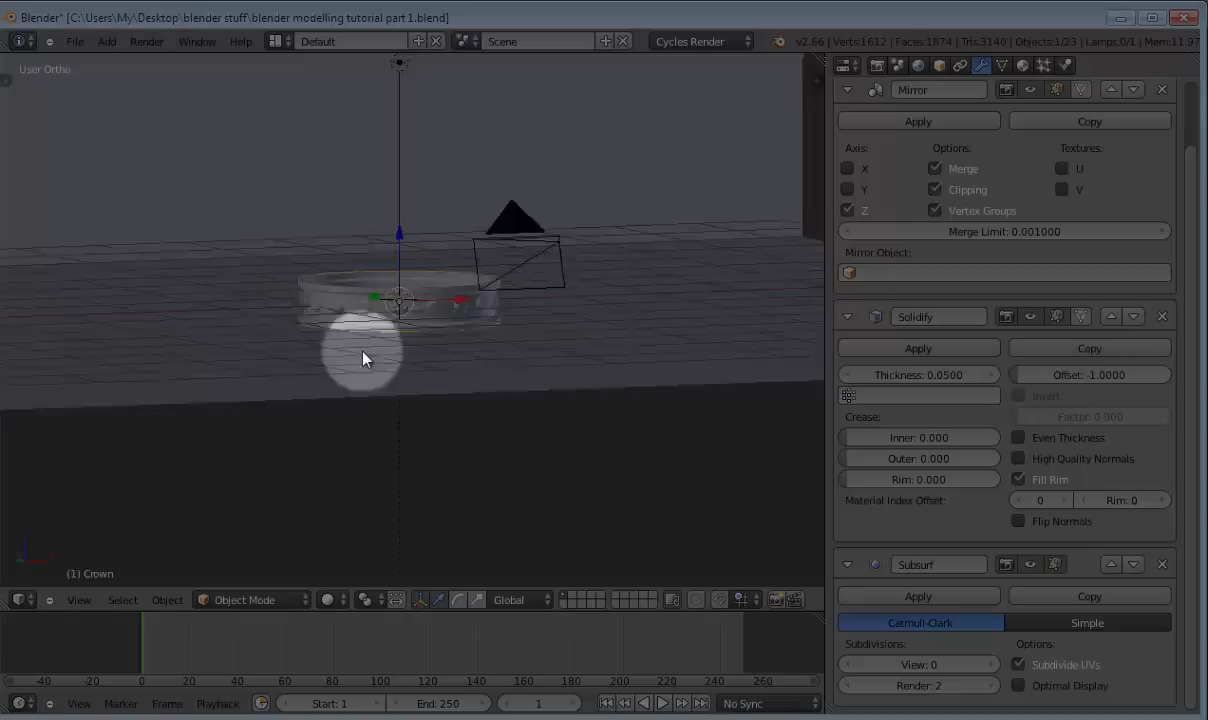 Blender* [C:\Users\My\Desktop\blender stuff\blender modelling tutorial part 1.blend]
File Add Render Window Help Default Scene Cycles Render v2.66 | Verts:1612 | Faces:1874 | Tris:3140 | Objects:1/23 | Lamps:0/1 | Mem:11.97
User Ortho
Mirror
Apply Copy
Axis: Options: Textures:
X Merge U
Y Clipping V
Z Vertex Groups
Merge Limit: 0.001000
Mirror Object:
Solidify
Apply Copy
Thickness: 0.0500 Offset: -1.0000
Invert
Crease: Factor: 0.000
Inner: 0.000 Even Thickness
Outer: 0.000 High Quality Normals
Rim: 0.000 Fill Rim
Material Index Offset: 0 Rim: 0
Flip Normals
Subsurf
(1) Crown
Apply Copy
View Select Object Object Mode Global
Catmull-Clark Simple
Subdivisions: Options:
View: 0 Subdivide UVs
Render: 2 Optimal Display
-40 -20 0 20 40 60 80 100 120 140 160 180 200 220 240 260
View Marker Frame Playback Start: 1 End: 250 1 No Sync